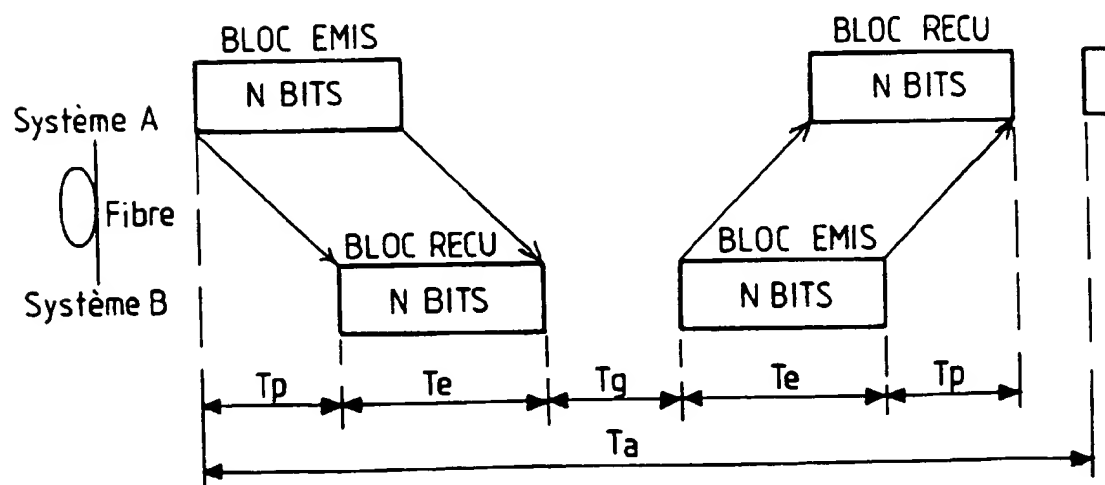 BLOC EMIS
BLOC RECU
N BITS
N BITS
Système A
Fibre
BLOC RECU
BLOC EMIS
Système B
N BITS
N BITS
Tp
Te
Tg
Te
Tp
Ta